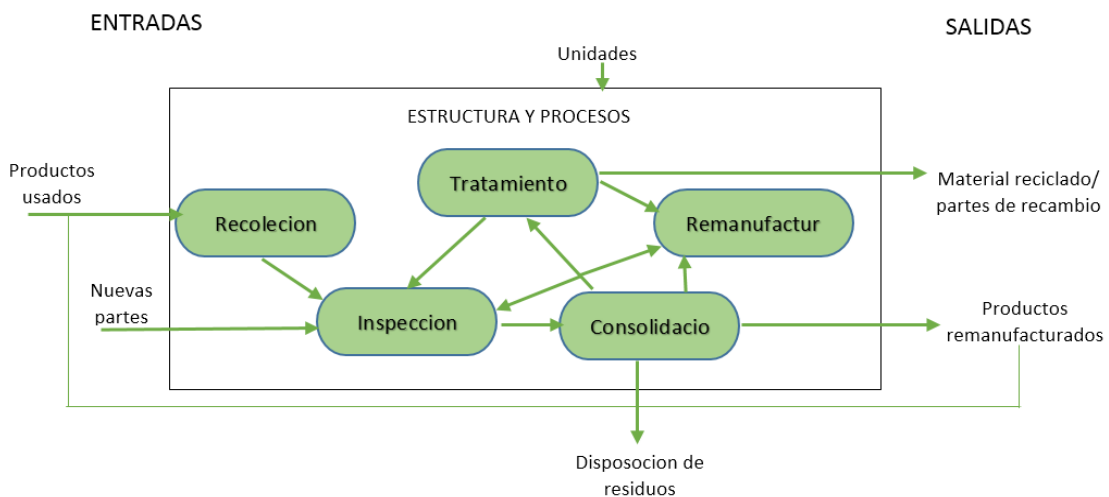 ENTRADAS
SALIDAS
Unidades
ESTRUCTURA Y PROCESOS
Productos
usados
Tratamiento
Material reciclado/
partes de recambio
Recolecion
Remanufactur
Nuevas
partes
Inspeccion
Consolidacio
Productos
remanufacturados
Disposocion de
residuos